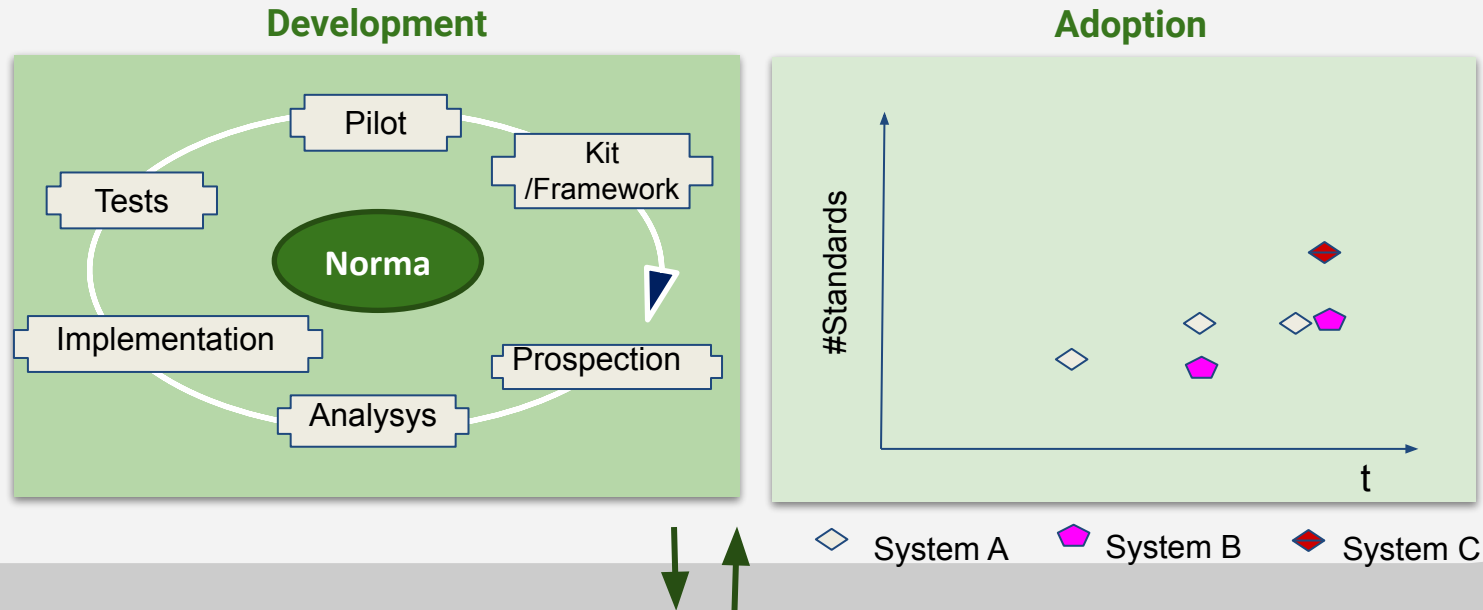 Development
Adoption
Pilot
Kit
/Framework
Tests
Norma
Implementation
Prospection
Analysys
#Standards
t
System A
System B
System C